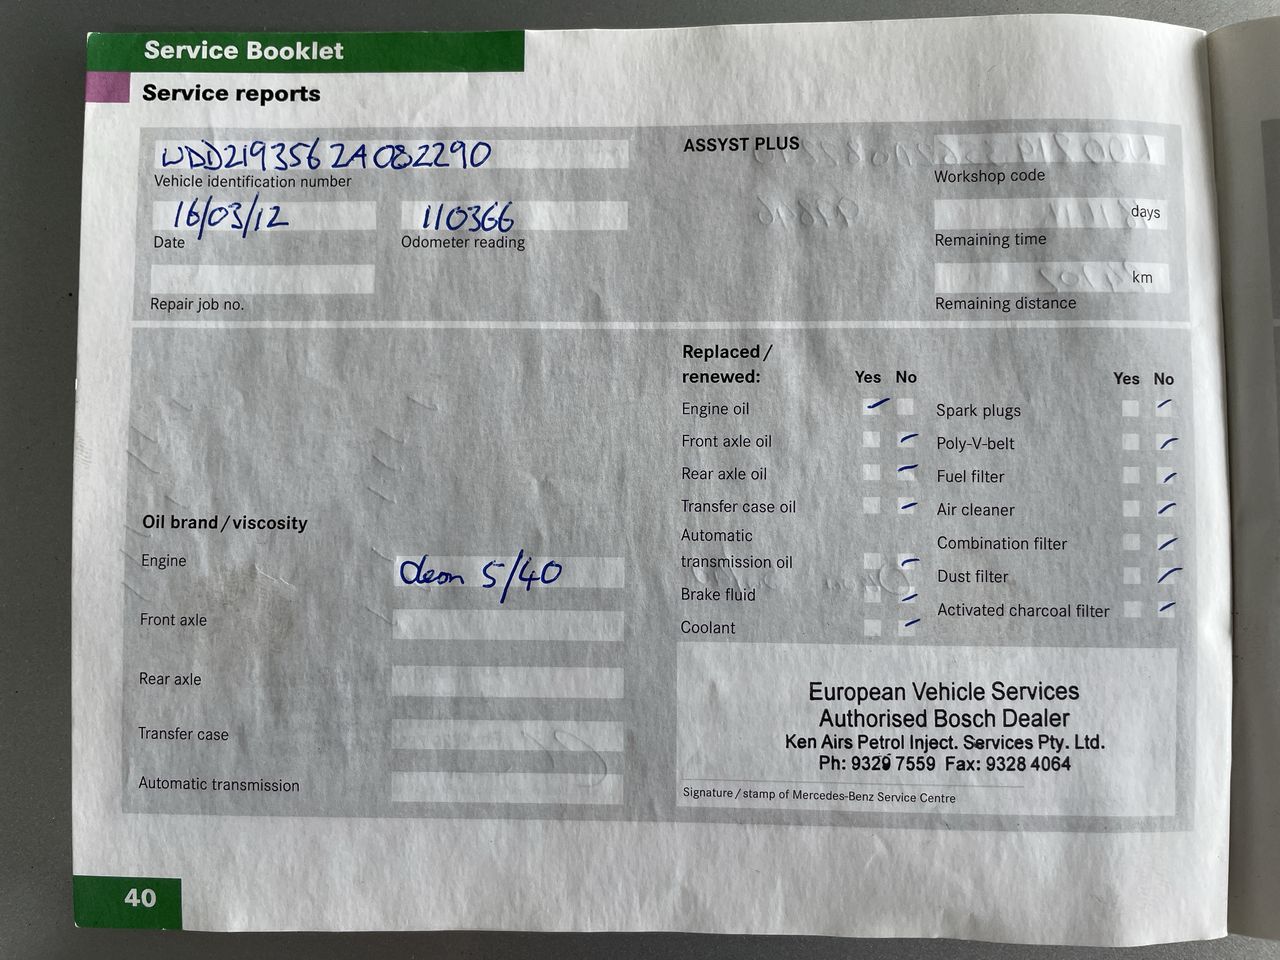 Service Booklet
Service reports
WDD2193562A082290
Vehicle identification number
16/03/12
Date
110366
Odometer reading
Repair job no.
ASSYST PLUS
Workshop code
days
Remaining time
km
Remaining distance
Oil brand/viscosity
Engine
5/40
Front axle
Rear axle
Transfer case
Automatic transmission
Replaced/
renewed:
Yes No
Engine oil
Front axle oil
Rear axle oil
Transfer case oil
Automatic
transmission oil
Brake fluid
Coolant
Yes No
Spark plugs
Poly-V-belt
Fuel filter
Air cleaner
Combination filter
Dust filter
Activated charcoal filter
European Vehicle Services
Authorised Bosch Dealer
Ken Airs Petrol Inject. Services Pty. Ltd.
Ph: 9329 7559 Fax: 9328 4064
Signature/stamp of Mercedes-Benz Service Centre
40